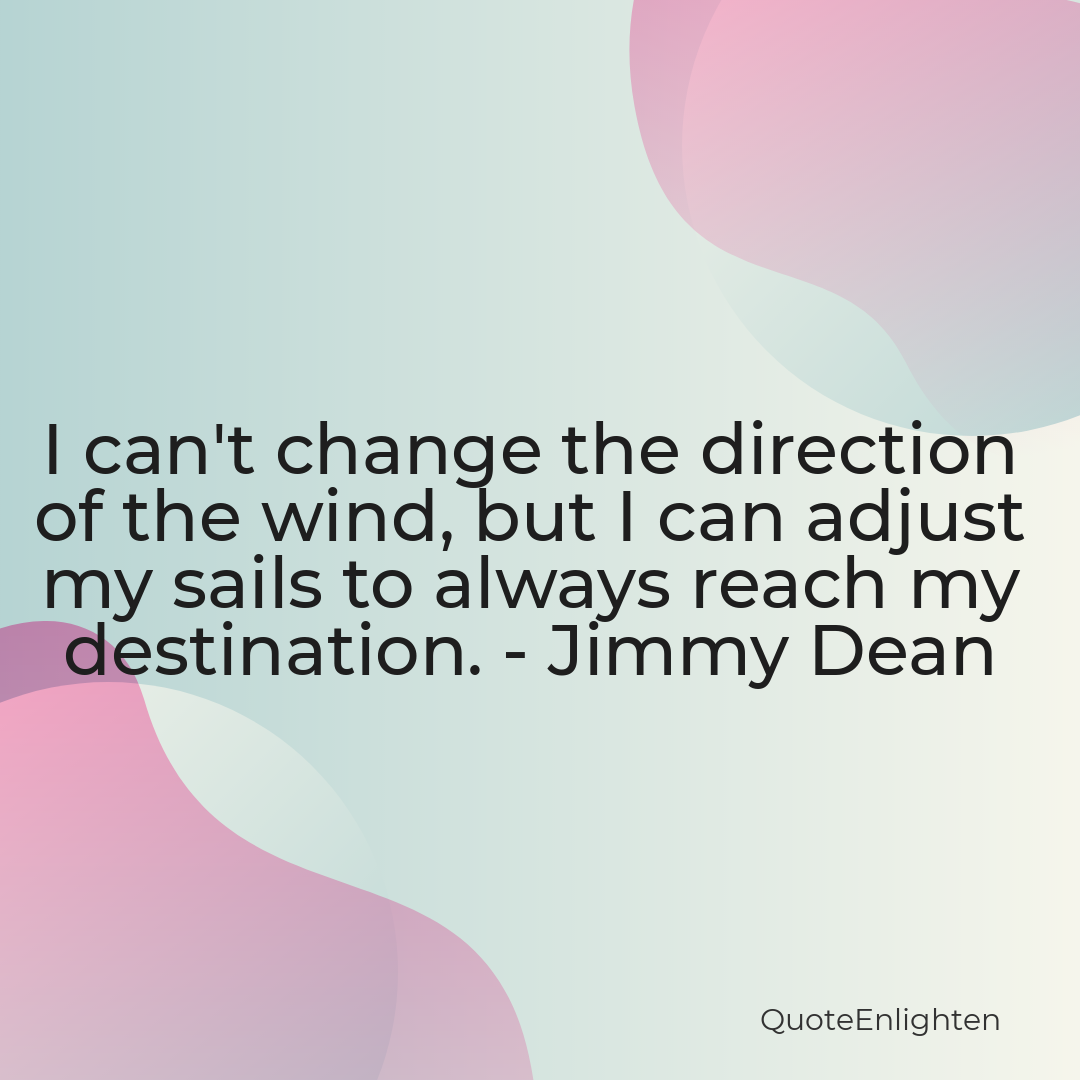 I can't change the direction
of the wind, but I can adjust
my sails to always reach my
destination. - Jimmy Dean
QuoteEnlighten